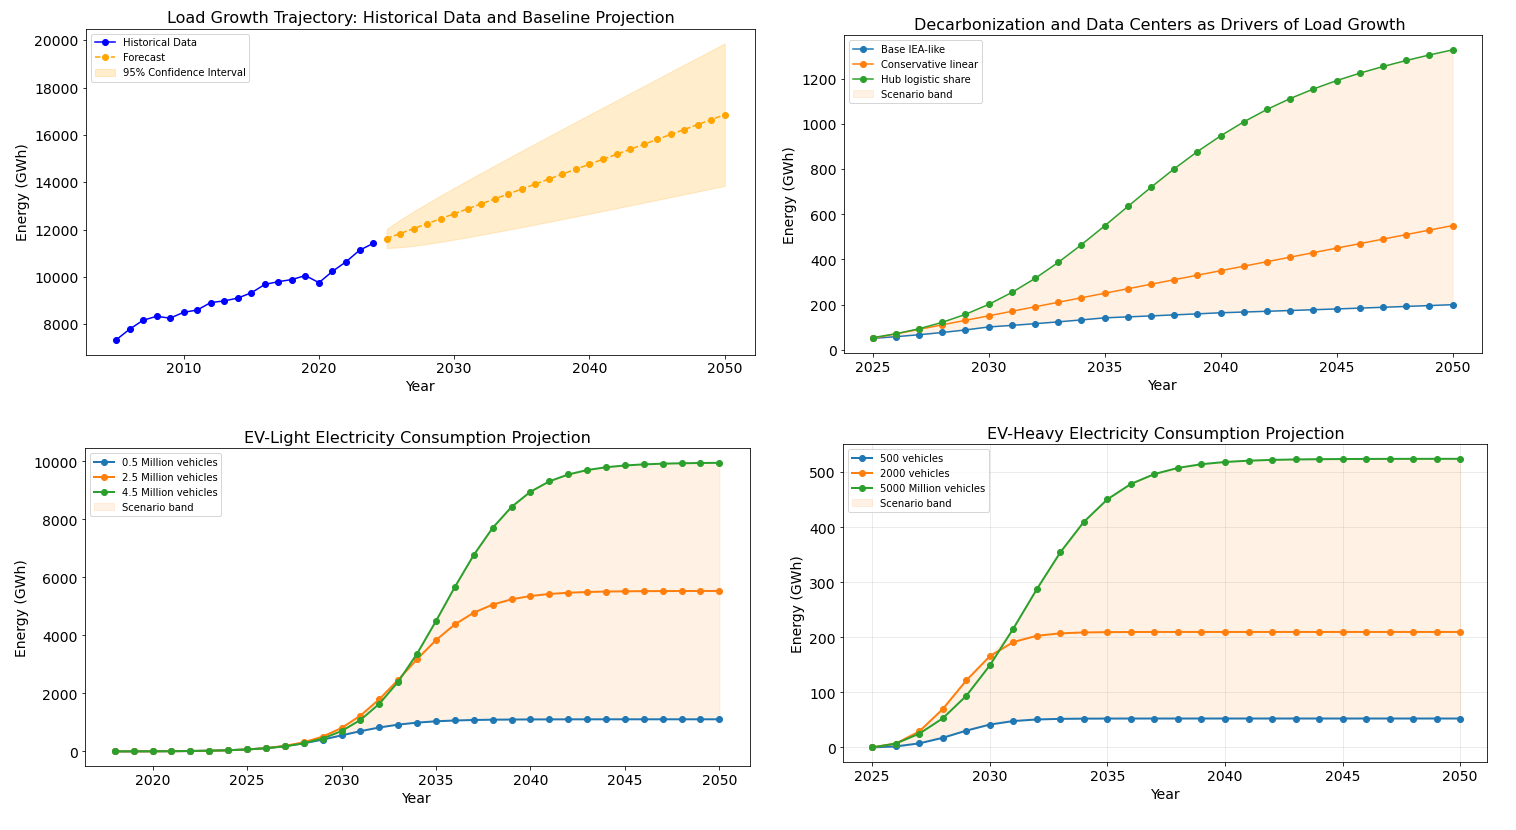 Load Growth Trajectory: Historical Data and Baseline Projection
Historical Data
Forecast
95% Confidence Interval
20000
18000
16000
14000
12000
10000
8000
Energy (GWh)
2010
2020
2030
2040
2050
Year
Decarbonization and Data Centers as Drivers of Load Growth
Base IEA-like
Conservative linear
Hub logistic share
Scenario band
1200
1000
800
600
400
200
0
Energy (GWh)
2025
2030
2035
2040
2045
2050
Year
EV-Light Electricity Consumption Projection
0.5 Million vehicles
2.5 Million vehicles
4.5 Million vehicles
Scenario band
10000
8000
6000
4000
2000
0
Energy (GWh)
2020
2025
2030
2035
2040
2045
2050
Year
EV-Heavy Electricity Consumption Projection
500 vehicles
2000 vehicles
5000 Million vehicles
Scenario band
500
400
300
200
100
0
Energy (GWh)
2025
2030
2035
2040
2045
2050
Year